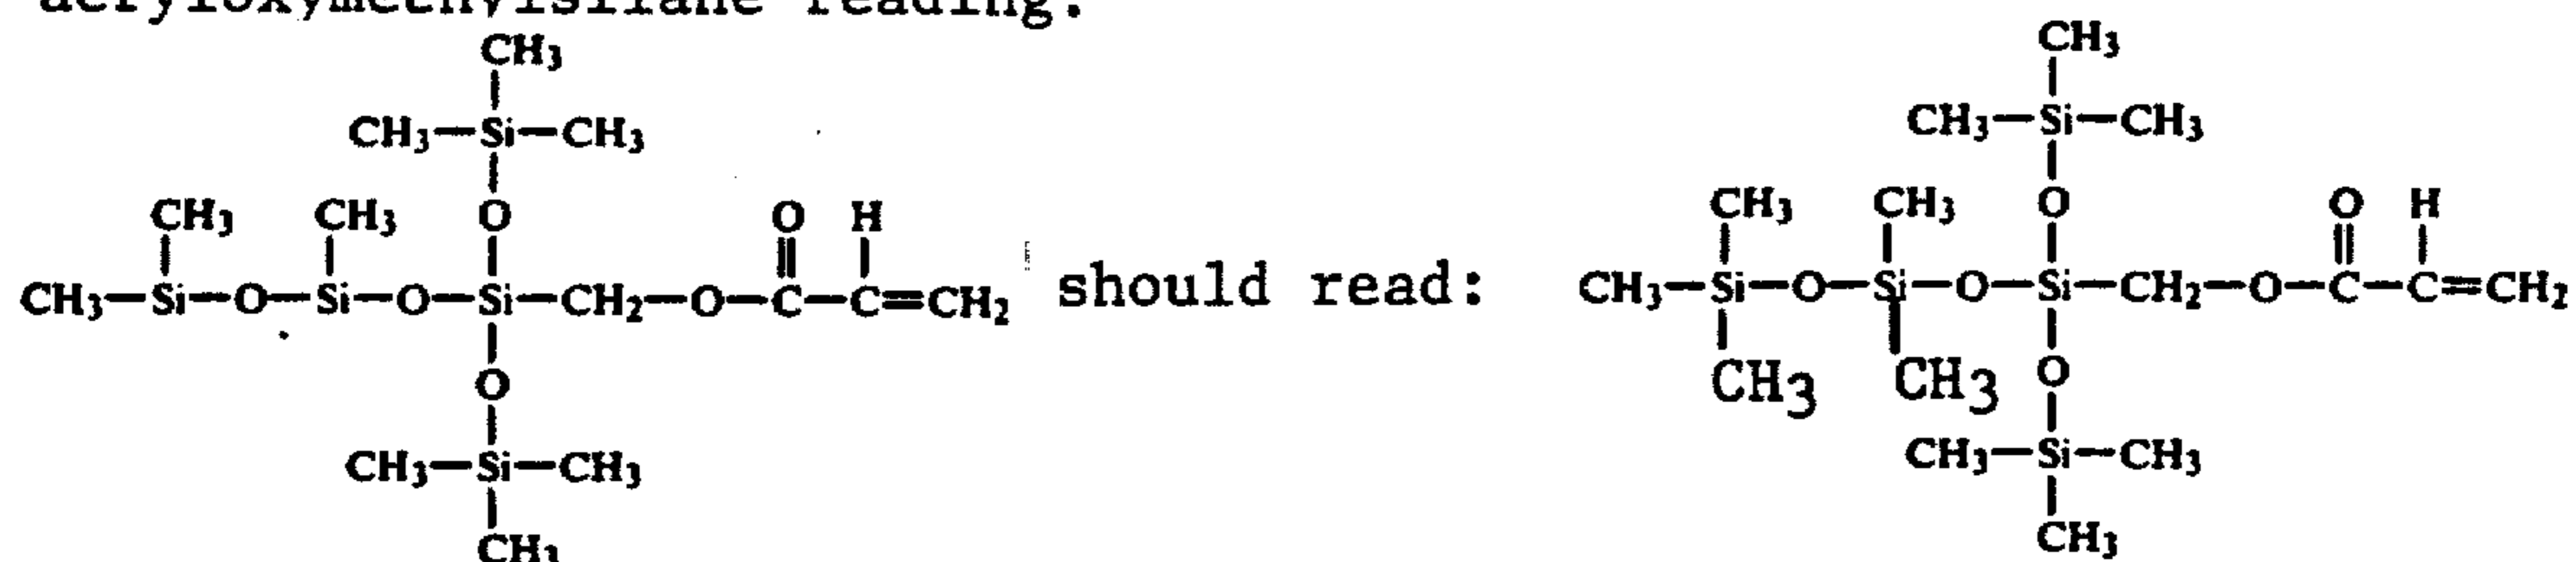 acryloxymethylsilane reading:
CH3 CH3
CH3—Si—CH3 CH3—Si—CH3
CH3 CH3 O O H CH3 CH3 O O H
CH3—Si—O—Si—O—Si—CH2—O—C—C=CH2 should read: CH3—Si—O—Si—O—Si—CH2—O—C—C=CH2
O CH3 CH3 O
CH3—Si—CH3 CH3—Si—CH3
CH3 CH3